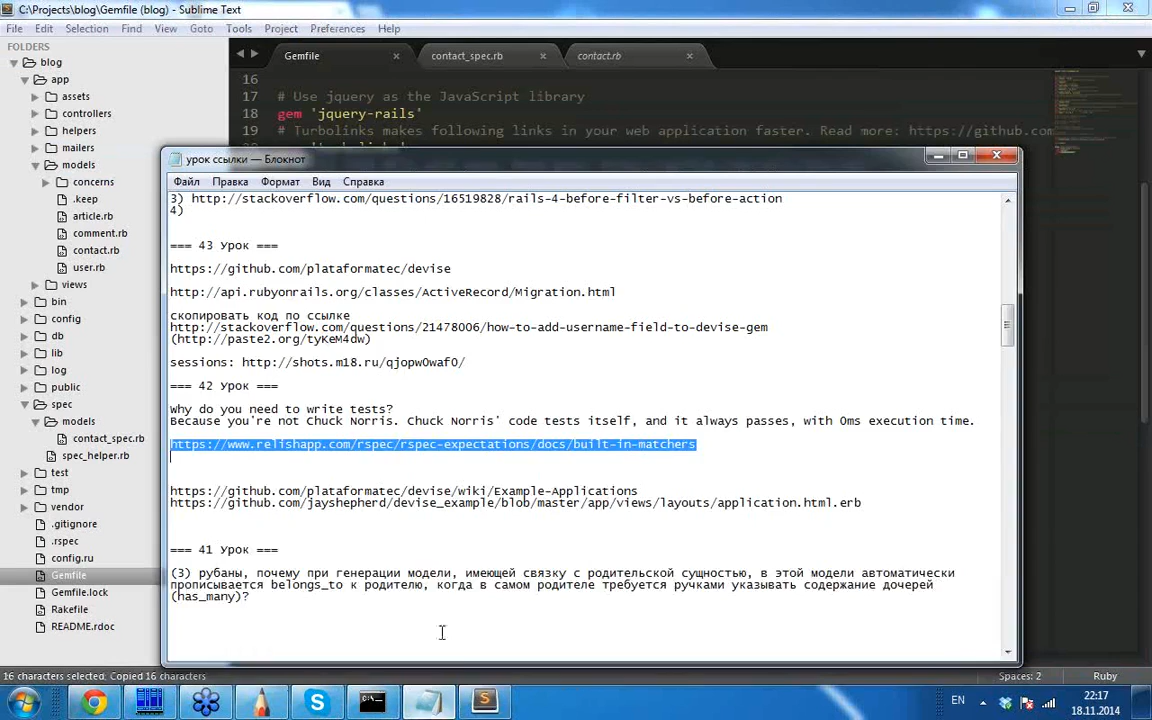 C:\Projects\blog\Gemfile (blog) - Sublime Text
File Edit Selection Find View Goto Tools Project Preferences Help
FOLDERS
blog
app
assets
controllers
helpers
mailers
models
concerns
.keep
article.rb
comment.rb
contact.rb
user.rb
views
bin
config
db
lib
log
public
spec
models
contact_spec.rb
spec_helper.rb
test
tmp
vendor
.gitignore
.rspec
config.ru
Gemfile
Gemfile.lock
Rakefile
README.rdoc
Gemfile contact_spec.rb contact.rb
16
17 # Use jquery as the JavaScript library
18 gem 'jquery-rails'
19 # Turbolinks makes following links in your web application faster. Read more: https://github.com
урок ссылки — Блокнот
Файл Правка Формат Вид Справка
3) http://stackoverflow.com/questions/16519828/rails-4-before-filter-vs-before-action
4)
=== 43 Урок ===
https://github.com/plataformatec/devise
http://api.rubyonrails.org/classes/ActiveRecord/Migration.html
скопировать код по ссылке
http://stackoverflow.com/questions/21478006/how-to-add-username-field-to-devise-gem
(http://paste2.org/tyKeM4dw)
sessions: http://shots.m18.ru/qjopw0waf0/
=== 42 Урок ===
Why do you need to write tests?
Because you're not Chuck Norris. Chuck Norris' code tests itself, and it always passes, with 0ms execution time.
https://www.relishapp.com/rspec/rspec-expectations/docs/built-in-matchers
https://github.com/plataformatec/devise/wiki/Example-Applications
https://github.com/jayshepherd/devise_example/blob/master/app/views/layouts/application.html.erb
=== 41 Урок ===
(3) рубаны, почему при генерации модели, имеющей связку с родительской сущностью, в этой модели автоматически
прописывается belongs_to к родителю, когда в самом родителе требуется ручками указывать содержание дочерей
(has_many)?
16 characters selected: Copied 16 characters Spaces: 2 Ruby
EN
22:17
18.11.2014